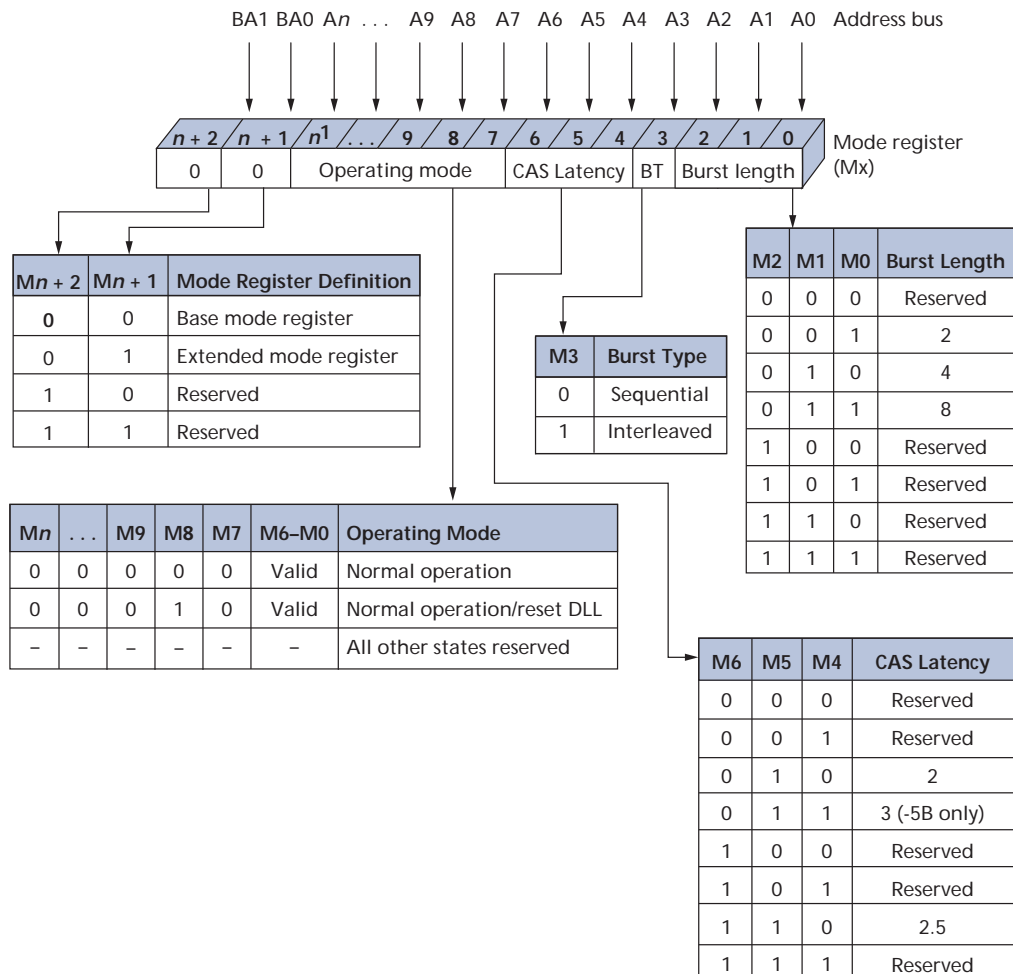 BA1 BA0 An ... A9 A8 A7 A6 A5 A4 A3 A2 A1 A0 Address bus
n + 2 n + 1 n1 ... 9 8 7 6 5 4 3 2 1 0
Mode register
(Mx)
0 0 Operating mode CAS Latency BT Burst length
Mn + 2 Mn + 1 Mode Register Definition
0 0 Base mode register
0 1 Extended mode register
1 0 Reserved
1 1 Reserved
M3 Burst Type
0 Sequential
1 Interleaved
M2 M1 M0 Burst Length
0 0 0 Reserved
0 0 1 2
0 1 0 4
0 1 1 8
1 0 0 Reserved
1 0 1 Reserved
1 1 0 Reserved
1 1 1 Reserved
Mn ... M9 M8 M7 M6–M0 Operating Mode
0 0 0 0 0 Valid Normal operation
0 0 0 1 0 Valid Normal operation/reset DLL
– – – – – – All other states reserved
M6 M5 M4 CAS Latency
0 0 0 Reserved
0 0 1 Reserved
0 1 0 2
0 1 1 3 (-5B only)
1 0 0 Reserved
1 0 1 Reserved
1 1 0 2.5
1 1 1 Reserved